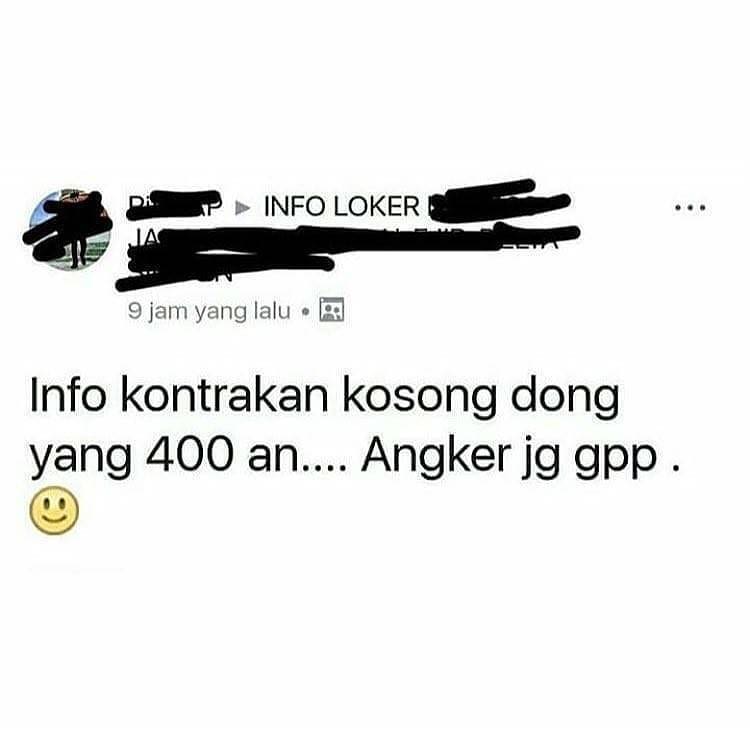 INFO LOKER
9 jam yang lalu
Info kontrakan kosong dong
yang 400 an.... Angker jg gpp .